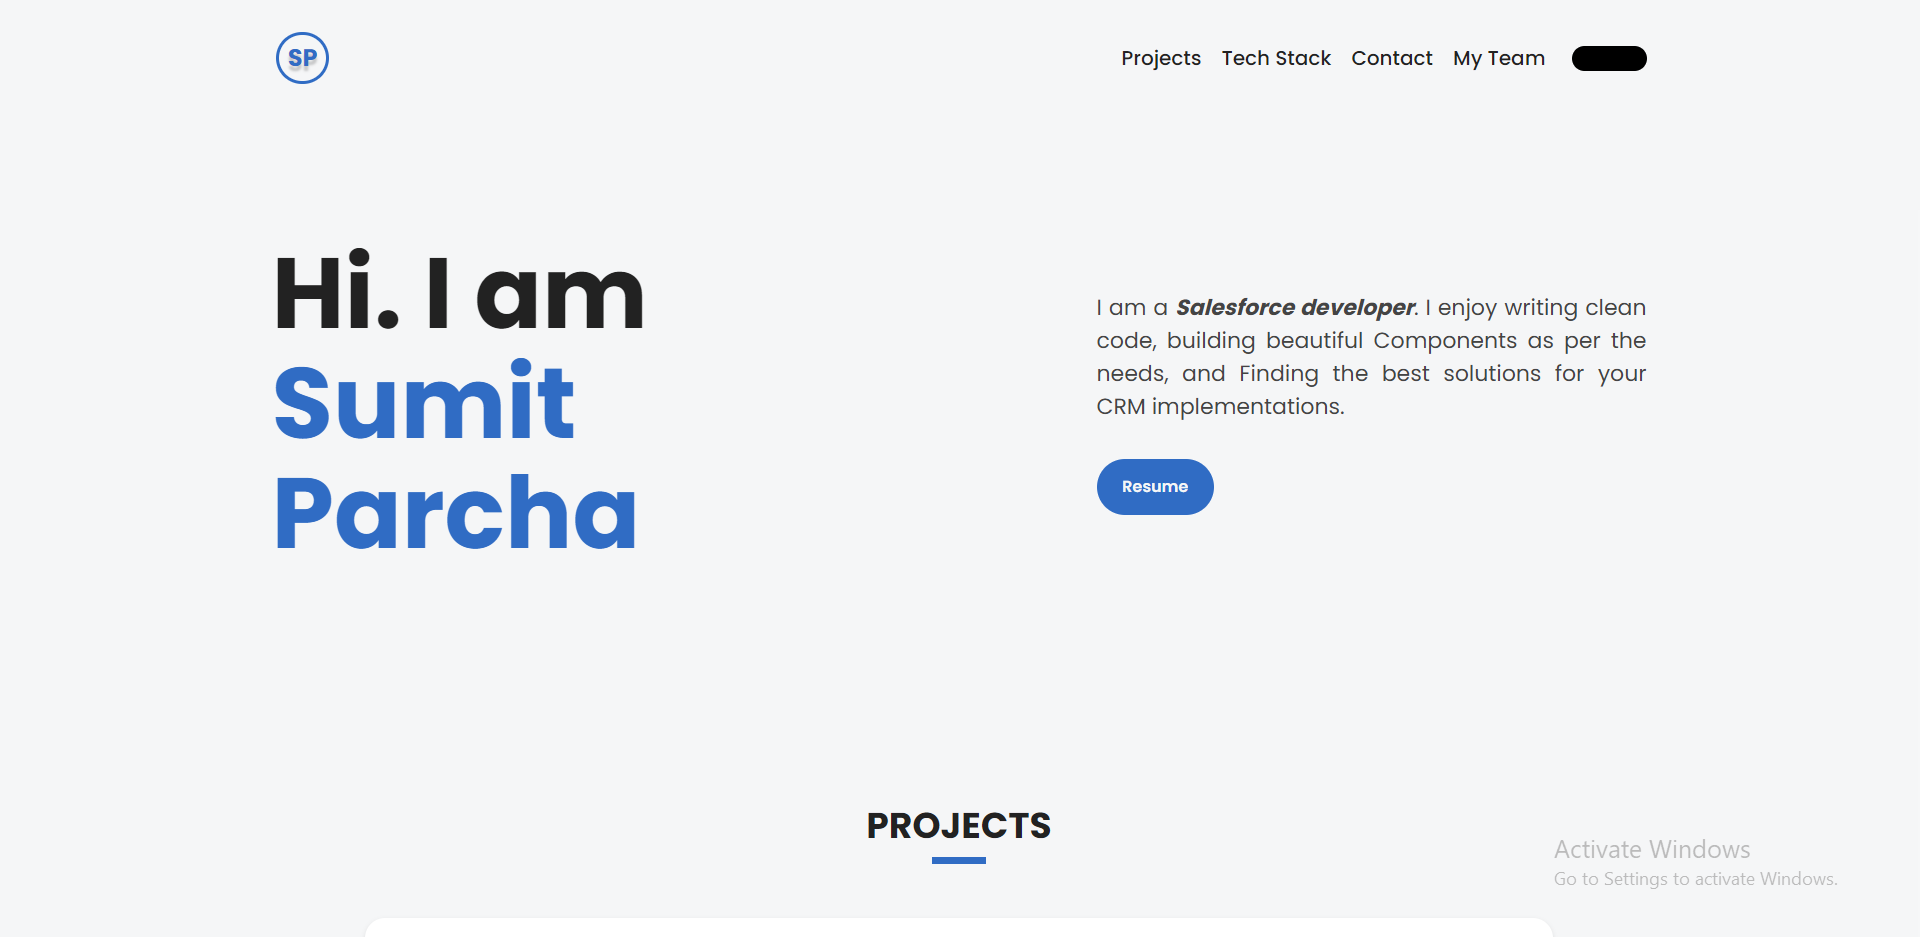 SP
Projects Tech Stack Contact My Team
Hi. I am
Sumit
Parcha
I am a Salesforce developer. I enjoy writing clean
code, building beautiful Components as per the
needs, and Finding the best solutions for your
CRM implementations.
Resume
PROJECTS
Activate Windows
Go to Settings to activate Windows.